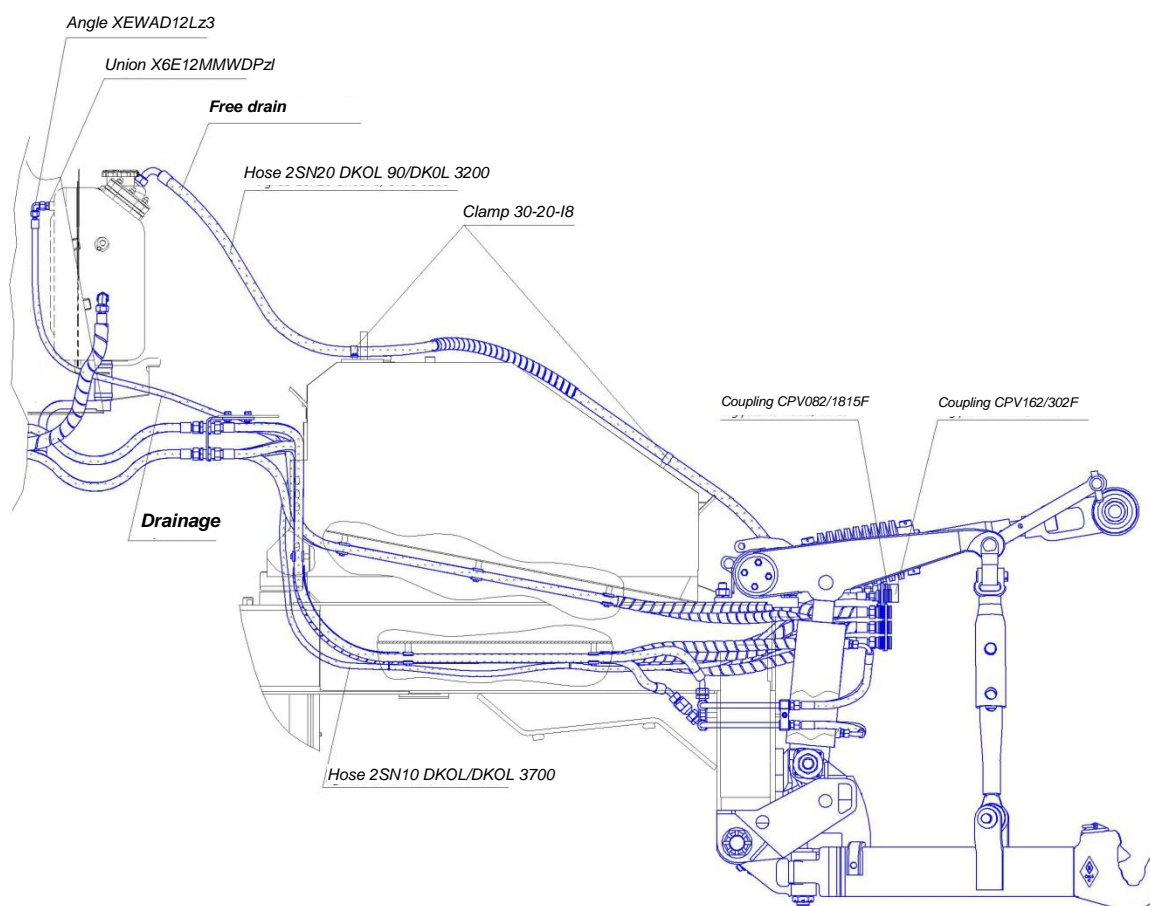 Angle XEWAD12Lz3
Union X6E12MMWDPzl
Free drain
Hose 2SN20 DKOL 90/DK0L 3200
Clamp 30-20-I8
Coupling CPV082/1815F
Coupling CPV162/302F
Drainage
Hose 2SN10 DKOL/DKOL 3700